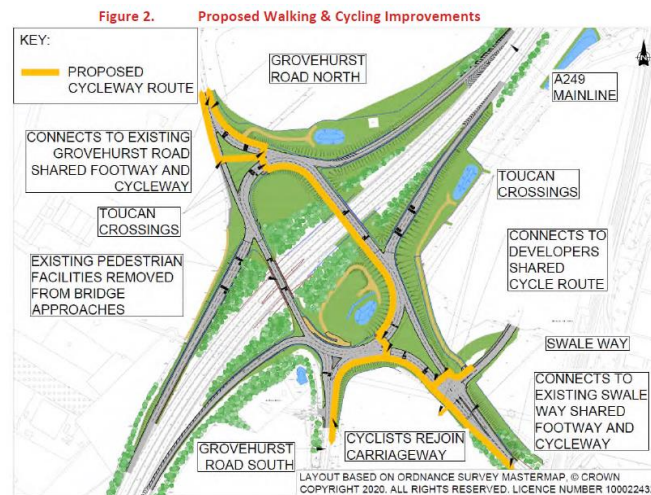 Figure 2. Proposed Walking & Cycling Improvements
KEY:
PROPOSED
CYCLEWAY ROUTE
GROVEHURST
ROAD NORTH
A249
MAINLINE
CONNECTS TO EXISTING
GROVEHURST ROAD
SHARED FOOTWAY AND
CYCLEWAY
TOUCAN
CROSSINGS
TOUCAN
CROSSINGS
EXISTING PEDESTRIAN
FACILITIES REMOVED
FROM BRIDGE
APPROACHES
CONNECTS TO
DEVELOPERS
SHARED
CYCLE ROUTE
SWALE WAY
CONNECTS TO
EXISTING SWALE
WAY SHARED
FOOTWAY AND
CYCLEWAY
GROVEHURST
ROAD SOUTH
CYCLISTS REJOIN
CARRIAGEWAY
LAYOUT BASED ON ORDNANCE SURVEY MASTERMAP, © CROWN
COPYRIGHT 2020. ALL RIGHTS RESERVED. LICENCE NUMBER 10002243